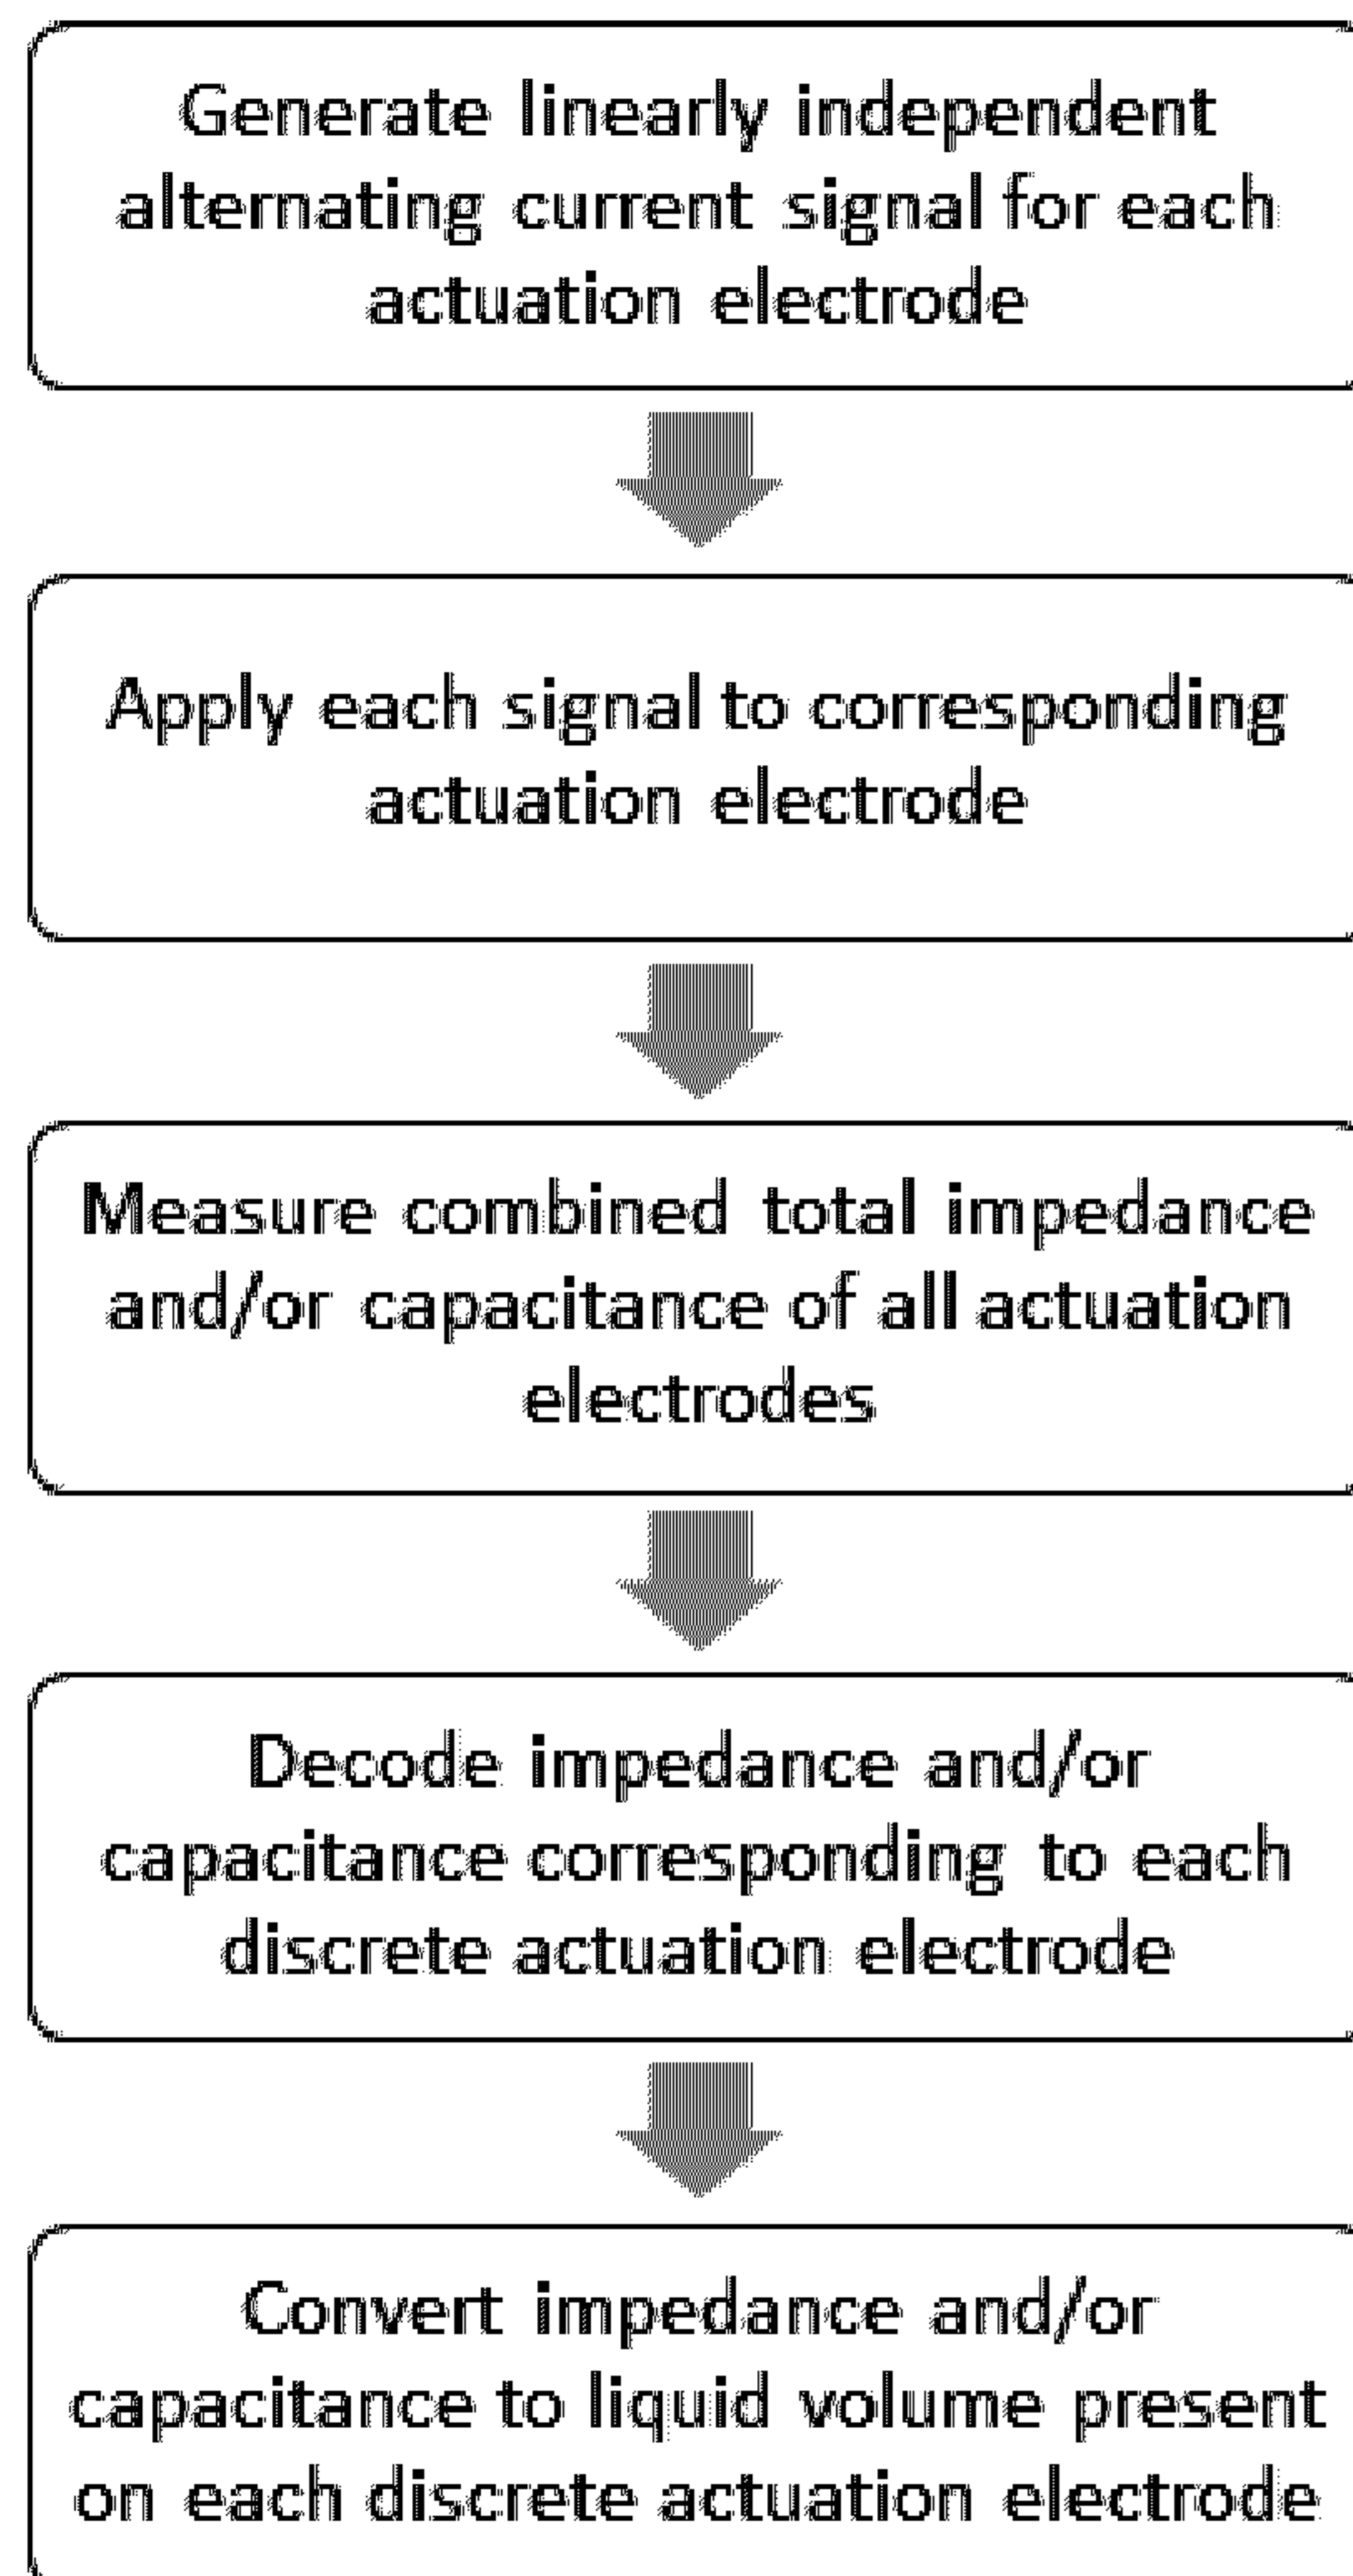 Generate linearly independent
alternating current signal for each
actuation electrode
Apply each signal to corresponding
actuation electrode
Measure combined total impedance
and/or capacitance of all actuation
electrodes
Decode impedance and/or
capacitance corresponding to each
discrete actuation electrode
Convert impedance and/or
capacitance to liquid volume present
on each discrete actuation electrode